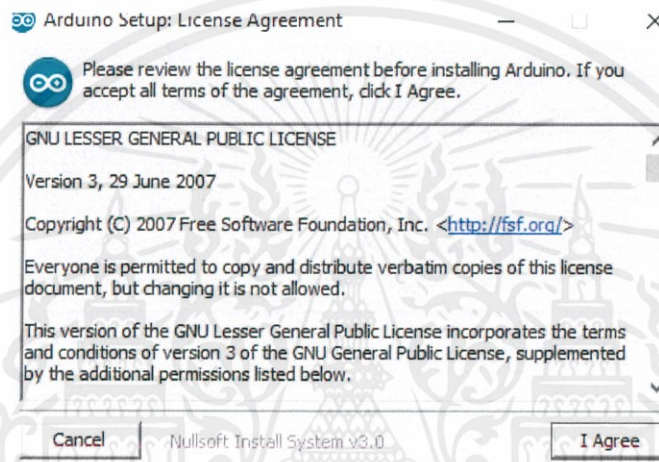 Arduino Setup: License Agreement
Please review the license agreement before installing Arduino. If you
accept all terms of the agreement, click I Agree.
GNU LESSER GENERAL PUBLIC LICENSE
Version 3, 29 June 2007
Copyright (C) 2007 Free Software Foundation, Inc. <http://fsf.org/>
Everyone is permitted to copy and distribute verbatim copies of this license
document, but changing it is not allowed.
This version of the GNU Lesser General Public License incorporates the terms
and conditions of version 3 of the GNU General Public License, supplemented
by the additional permissions listed below.
Cancel Nullsoft Install System v3.0 I Agree